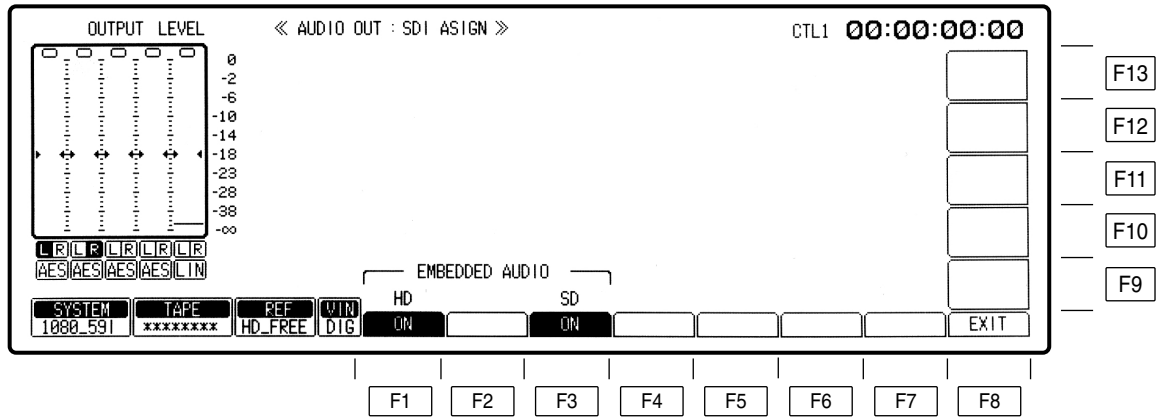 OUTPUT LEVEL
≪ AUDIO OUT : SDI ASIGN ≫
CTL1 00:00:00:00
0
-2
-6
-10
-14
-18
-23
-28
-38
-∞
L R L R L R L R L R
AES AES AES AES LIN
EMBEDDED AUDIO
HD SD
SYSTEM TAPE REF VIN
1080_59I ******** HD_FREE DIG ON ON EXIT
F13
F12
F11
F10
F9
F1 F2 F3 F4 F5 F6 F7 F8